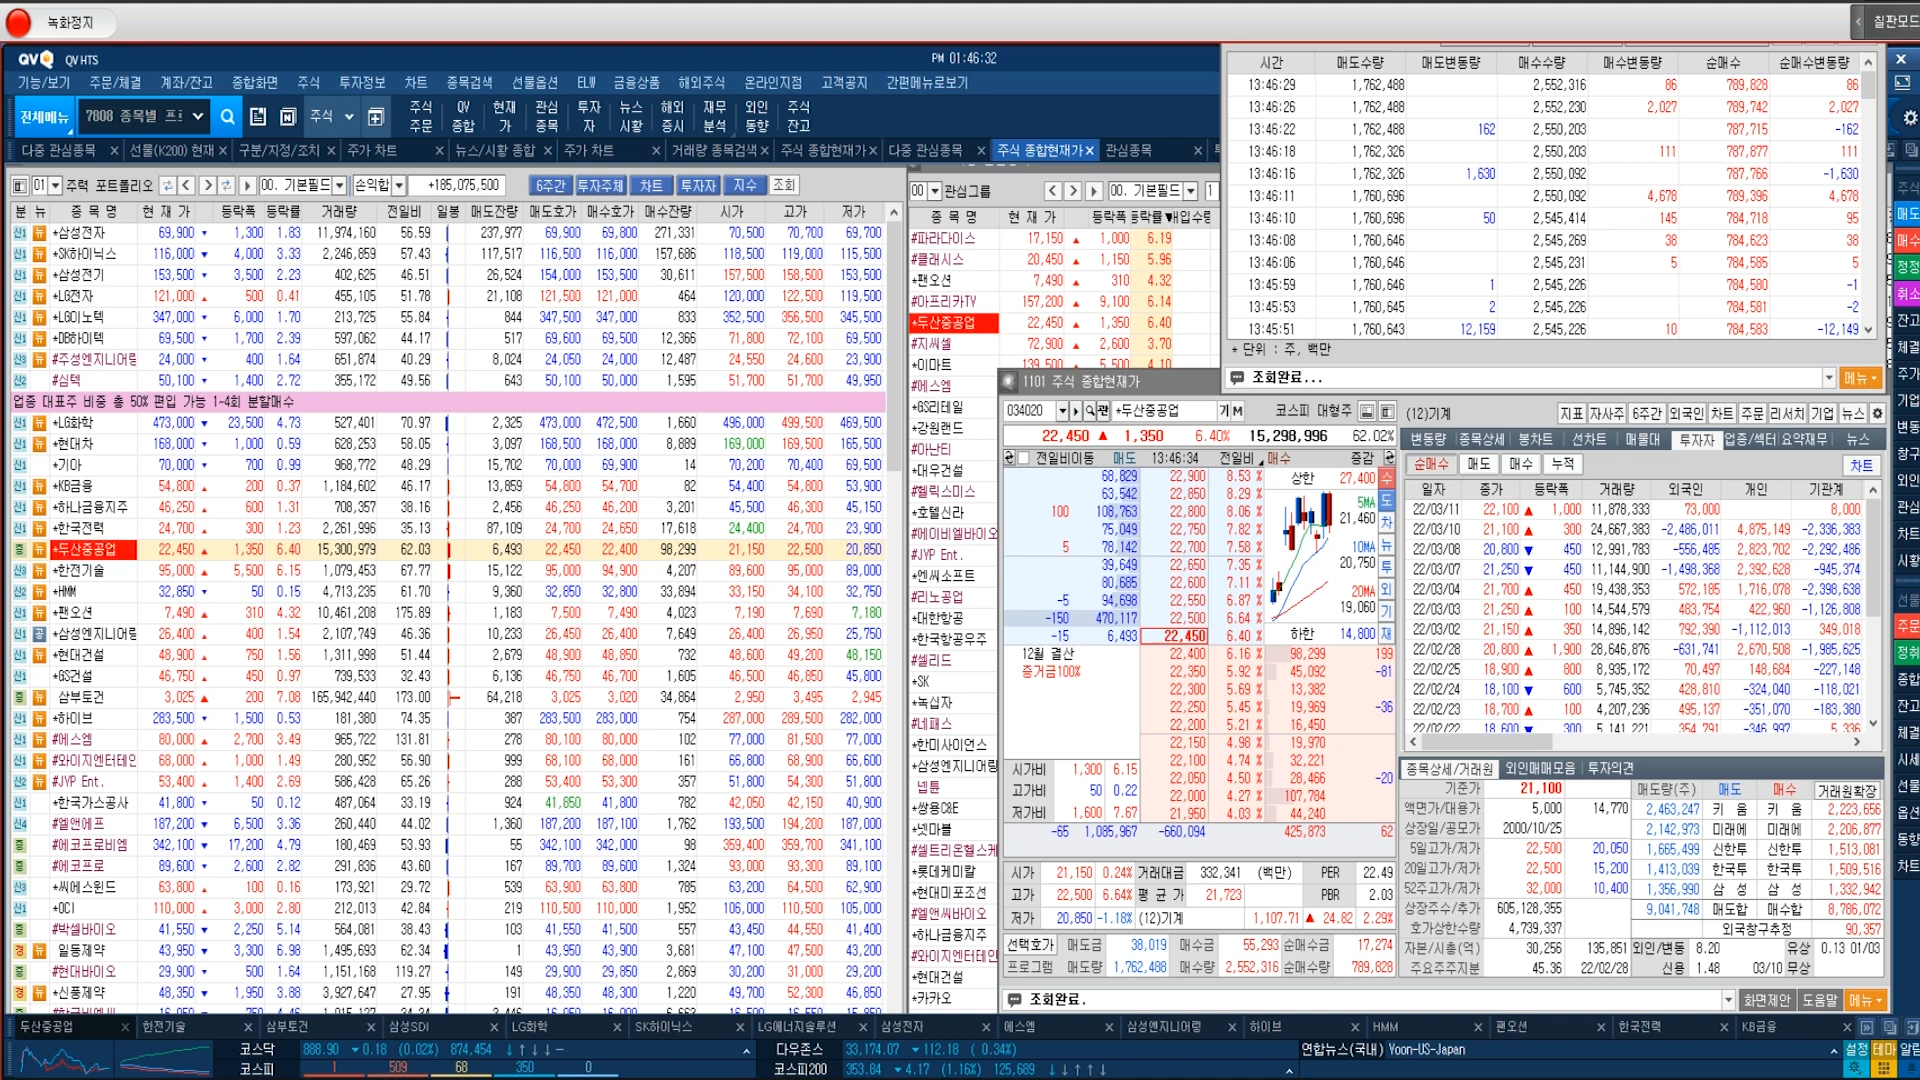 녹화정지
칠판모드
QV QV HTS
PM 01:46:32
기능/보기 주문/체결 계좌/잔고 종합화면 주식 투자정보 차트 종목검색 선물옵션 ELW 금융상품 해외주식 온라인지점 고객공지 간편메뉴로보기
전체메뉴 7808 종목별 프로 주식
주식 주문 QV 종합 현재가 관심 종목 투자자 뉴스 시황 해외 증시 재무 분석 외인 동향 주식 잔고
다중 관심종목 선물(K200) 현재 구분/지정/조치 주가 차트 뉴스/시황 종합 주가 차트 거래량 종목검색 주식 종합현재가 다중 관심종목 주식 종합현재가 관심종목
01 주력 포트폴리오 00. 기본필드 손익합 +185,075,500 6주간 투자주체 차트 투자자 지수 조회
분 뉴 종 목 명 현 재 가 등락폭 등락률 거래량 전일비 일봉 매도잔량 매도호가 매수호가 매수잔량 시가 고가 저가
*삼성전자 69,900 ▼ 1,300 1.83 11,974,160 56.59 237,977 69,900 69,800 271,331 70,500 70,700 69,700
*SK하이닉스 116,000 ▼ 4,000 3.33 2,246,859 57.43 117,517 116,500 116,000 157,686 118,500 119,000 115,500
*삼성전기 153,500 ▼ 3,500 2.23 402,625 46.51 26,524 154,000 153,500 30,611 157,500 158,500 153,500
*LG전자 121,000 ▲ 500 0.41 455,105 51.78 21,108 121,500 121,000 464 120,000 122,500 119,500
*LG이노텍 347,000 ▼ 6,000 1.70 213,725 55.84 844 347,500 347,000 833 352,500 356,500 345,500
*DB하이텍 69,500 ▼ 1,700 2.39 597,062 44.17 517 69,600 69,500 12,366 71,800 72,100 69,500
#주성엔지니어링 24,000 ▼ 400 1.64 651,874 40.29 8,024 24,050 24,000 12,487 24,550 24,600 23,900
#심텍 50,100 ▼ 1,400 2.72 355,172 49.56 643 50,100 50,000 1,595 51,700 51,700 49,950
업종 대표주 비중 총 50% 편입 가능 1~4회 분할매수
*LG화학 473,000 ▼ 23,500 4.73 527,401 70.97 2,325 473,000 472,500 1,660 496,000 499,500 469,500
*현대차 168,000 ▼ 1,000 0.59 628,253 58.05 3,097 168,500 168,000 8,889 169,000 169,500 165,500
*기아 70,000 ▼ 700 0.99 968,772 48.29 15,702 70,000 69,900 14 70,200 70,400 69,500
*KB금융 54,800 ▲ 200 0.37 1,184,602 46.17 13,859 54,800 54,700 82 54,400 54,800 53,900
*하나금융지주 46,250 ▲ 600 1.31 708,357 38.16 2,456 46,250 46,200 3,201 45,500 46,300 45,150
*한국전력 24,700 ▲ 300 1.23 2,261,996 35.13 87,109 24,700 24,650 17,618 24,400 24,700 23,900
*두산중공업 22,450 ▲ 1,350 6.40 15,300,979 62.03 6,493 22,450 22,400 98,299 21,150 22,500 20,850
*한전기술 95,000 ▲ 5,500 6.15 1,079,453 67.77 15,122 95,000 94,900 4,207 89,600 95,000 89,000
*HMM 32,850 ▼ 50 0.15 4,713,235 61.70 9,360 32,850 32,800 33,894 33,150 34,100 32,750
*팬오션 7,490 ▲ 310 4.32 10,461,208 175.89 1,183 7,500 7,490 4,023 7,190 7,690 7,180
*삼성엔지니어링 26,400 ▲ 400 1.54 2,107,749 46.36 10,233 26,450 26,400 7,649 26,400 26,950 25,750
*현대건설 48,900 ▲ 750 1.56 1,311,998 51.44 2,679 48,900 48,850 732 48,600 49,200 48,150
*GS건설 46,750 ▲ 450 0.97 739,533 32.43 6,136 46,750 46,700 1,605 46,500 46,850 45,800
삼부토건 3,025 ▲ 200 7.08 165,942,440 173.00 64,218 3,025 3,020 34,864 2,950 3,495 2,945
*하이브 283,500 ▼ 1,500 0.53 181,380 74.35 387 283,500 283,000 754 287,000 289,500 282,000
#에스엠 80,000 ▲ 2,700 3.49 965,722 131.81 278 80,100 80,000 102 77,000 81,500 77,000
#와이지엔터테인 68,000 ▲ 1,000 1.49 280,952 56.90 999 68,100 68,000 161 66,800 68,900 66,600
#JYP Ent. 53,400 ▲ 1,400 2.69 586,428 65.26 288 53,400 53,300 357 51,800 54,300 51,800
*한국가스공사 41,800 ▼ 50 0.12 487,064 33.19 924 41,850 41,800 782 42,050 42,150 40,900
#엘앤에프 187,200 ▼ 6,500 3.36 260,440 44.02 1,360 187,200 187,100 1,762 193,500 194,200 187,000
#에코프로비엠 342,100 ▼ 17,200 4.79 180,469 53.93 55 342,100 342,000 98 359,400 359,700 341,100
#에코프로 89,600 ▼ 2,600 2.82 291,836 43.60 167 89,700 89,600 1,324 93,000 93,300 89,100
*씨에스윈드 63,800 ▲ 100 0.16 173,921 29.72 539 63,900 63,800 785 63,200 64,500 62,900
*OCI 110,000 ▲ 3,000 2.80 212,013 42.84 219 110,500 110,000 1,952 106,000 110,500 105,000
#박셀바이오 41,550 ▼ 2,250 5.14 564,081 38.43 103 41,550 41,500 557 43,450 44,550 41,400
일동제약 43,950 ▼ 3,300 6.98 1,495,693 62.34 1 43,950 43,900 3,681 47,100 47,500 43,200
#현대바이오 29,900 ▼ 500 1.64 1,151,168 119.27 149 29,900 29,850 2,869 30,200 31,000 29,200
*신풍제약 48,350 ▼ 1,950 3.88 3,927,647 27.95 191 48,350 48,300 1,220 49,700 52,300 46,850
00 관심그룹 00. 기본필드 1
종 목 명 현 재 가 등락폭 등락률▼ 매입수량
#파라다이스 17,150 ▲ 1,000 6.19
#클래시스 20,450 ▲ 1,150 5.96
*팬오션 7,490 ▲ 310 4.32
#아프리카TV 157,200 ▲ 9,100 6.14
*두산중공업 22,450 ▲ 1,350 6.40
#지씨셀 72,900 ▲ 2,600 3.70
*이마트 139,500 ▲ 5,500 4.10
#에스엠
*GS리테일
*강원랜드
#아난티
*대우건설
#헬릭스미스
*호텔신라
#에이비엘바이오
#JYP Ent.
*엔씨소프트
#리노공업
*대한항공
*한국항공우주
#셀리드
*SK
*녹십자
#네패스
*한미사이언스
*삼성엔지니어링
넵튠
*쌍용C&E
*넷마블
#셀트리온헬스케
*롯데케미칼
*현대미포조선
#엘앤씨바이오
*하나금융지주
#와이지엔터테인
*현대건설
*카카오
시간 매도수량 매도변동량 매수수량 매수변동량 순매수 순매수변동량
13:46:29 1,762,488 2,552,316 86 789,828 86
13:46:26 1,762,488 2,552,230 2,027 789,742 2,027
13:46:22 1,762,488 162 2,550,203 787,715 -162
13:46:18 1,762,326 2,550,203 111 787,877 111
13:46:16 1,762,326 1,630 2,550,092 787,766 -1,630
13:46:11 1,760,696 2,550,092 4,678 789,396 4,678
13:46:10 1,760,696 50 2,545,414 145 784,718 95
13:46:08 1,760,646 2,545,269 38 784,623 38
13:46:06 1,760,646 2,545,231 5 784,585 5
13:45:59 1,760,646 1 2,545,226 784,580 -1
13:45:53 1,760,645 2 2,545,226 784,581 -2
13:45:51 1,760,643 12,159 2,545,226 10 784,583 -12,149
* 단위 : 주, 백만
조회완료... 메뉴
1101 주식 종합현재가
034020 관 *두산중공업 기 M 코스피 대형주 (12)기계 지표 자사주 6주간 외국인 차트 주문 리서치 기업 뉴스
22,450 ▲ 1,350 6.40% 15,298,996 62.02%
전일비이동 매도 13:46:34 전일비 매수 증감
68,829 22,900 8.53 % 상한 27,400
63,542 22,850 8.29 % 5MA
100 108,763 22,800 8.06 % 21,460
75,049 22,750 7.82 % 10MA
5 78,142 22,700 7.58 % 20,750
39,649 22,650 7.35 %
80,685 22,600 7.11 % 20MA
-5 94,698 22,550 6.87 % 19,060
-150 470,117 22,500 6.64 %
-15 6,493 22,450 6.40 % 하한 14,800
12월 결산 22,400 6.16 % 98,299 199
증거금100% 22,350 5.92 % 45,092 -81
22,300 5.69 % 13,382
22,250 5.45 % 19,969 -36
22,200 5.21 % 16,450
22,150 4.98 % 19,970
22,100 4.74 % 32,221
22,050 4.50 % 28,466 -20
22,000 4.27 % 107,784
21,950 4.03 % 44,240
시가비 1,300 6.15
고가비 50 0.22
저가비 1,600 7.67
-65 1,085,967 -660,094 425,873 62
시가 21,150 0.24% 거래대금 332,341 (백만) PER 22.49
고가 22,500 6.64% 평 균 가 21,723 PBR 2.03
저가 20,850 -1.18% (12)기계 1,107.71 ▲ 24.82 2.29%
선택호가 매도금 38,019 매수금 55,293 순매수금 17,274
프로그램 매도량 1,762,488 매수량 2,552,316 순매수량 789,828
조회완료. 화면제안 도움말 메뉴
변동량 종목상세 봉차트 선차트 매물대 투자자 업종/섹터 요약재무 뉴스
순매수 매도 매수 누적 차트
일자 종가 등락폭 거래량 외국인 개인 기관계
22/03/11 22,100 ▲ 1,000 11,878,333 73,000 8,000
22/03/10 21,100 ▲ 300 24,667,383 -2,486,011 4,875,149 -2,336,383
22/03/08 20,800 ▼ 450 12,991,783 -556,485 2,823,702 -2,292,486
22/03/07 21,250 ▼ 450 11,144,900 -1,498,368 2,392,628 -945,374
22/03/04 21,700 ▲ 450 19,438,353 572,185 1,716,078 -2,398,638
22/03/03 21,250 ▲ 100 14,544,579 483,754 422,960 -1,126,808
22/03/02 21,150 ▲ 350 14,896,142 792,390 -1,112,013 349,018
22/02/28 20,800 ▲ 1,900 28,646,876 -631,741 2,670,508 -1,985,625
22/02/25 18,900 ▲ 800 8,935,172 70,497 148,684 -227,148
22/02/24 18,100 ▼ 600 5,745,352 428,810 -324,040 -118,021
22/02/23 18,700 ▲ 100 4,207,236 495,137 -351,070 -183,380
22/02/22 18,600 ▼ 300 5,141,221 354,791 -346,997 5,336
종목상세/거래원 외인매매모음 투자의견
기준가 21,100 매도량(주) 매도 매수 거래원확장
액면가/대용가 5,000 14,770 2,463,247 키 움 키 움 2,223,656
상장일/공모가 2000/10/25 2,142,973 미래에 미래에 2,206,877
5일고가/저가 22,500 20,050 1,665,499 신한투 신한투 1,513,081
20일고가/저가 22,500 15,200 1,413,039 한국투 한국투 1,509,516
52주고가/저가 32,000 10,400 1,356,990 삼 성 삼 성 1,332,942
상장주수/추가 605,128,355 9,041,748 매도합 매수합 8,786,072
호가상한수량 4,739,337 외국창구추정 90,357
자본/시총(억) 30,256 135,851 외인/변동 8.20 유상 0.13 01/03
주요주주지분 45.36 22/02/28 신용 1.48 03/10 무상
두산중공업 한전기술 삼부토건 삼성SDI LG화학 SK하이닉스 LG에너지솔루션 삼성전자 에스엠 삼성엔지니어링 하이브 HMM 팬오션 한국전력 KB금융
코스닥 888.90 ▼0.18 (0.02%) 874,454 다우존스 33,174.07 ▼112.18 ( 0.34%) 연합뉴스(국내) Yoon-US-Japan 설정 테마 알림
코스피 1 509 68 350 0 코스피200 353.84 ▼4.17 (1.16%) 125,689